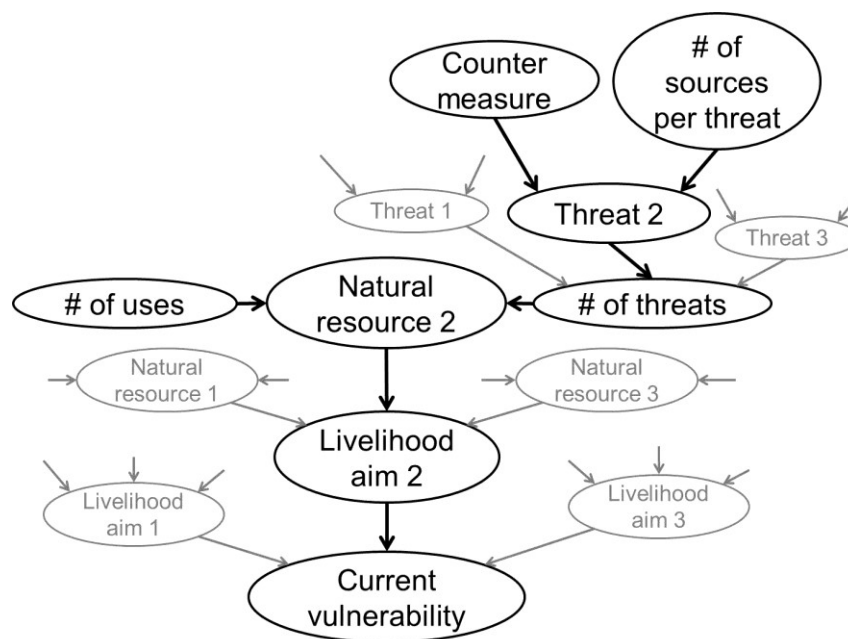 Counter
measure
# of
sources
per threat
Threat 1
Threat 2
Threat 3
# of uses
Natural
resource 2
# of threats
Natural
resource 1
Natural
resource 3
Livelihood
aim 2
Livelihood
aim 1
Livelihood
aim 3
Current
vulnerability